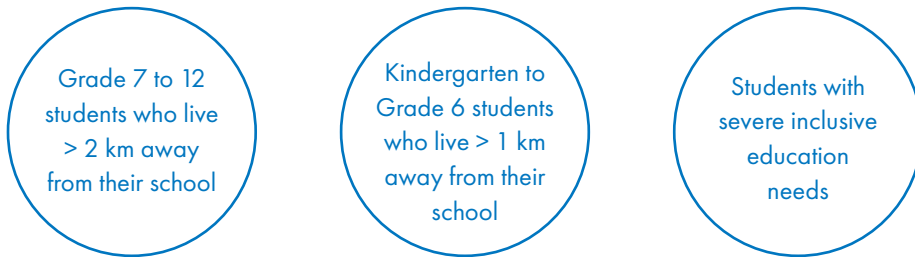 Grade 7 to 12
students who live
> 2 km away
from their school
Kindergarten to
Grade 6 students
who live > 1 km
away from their
school
Students with
severe inclusive
education
needs